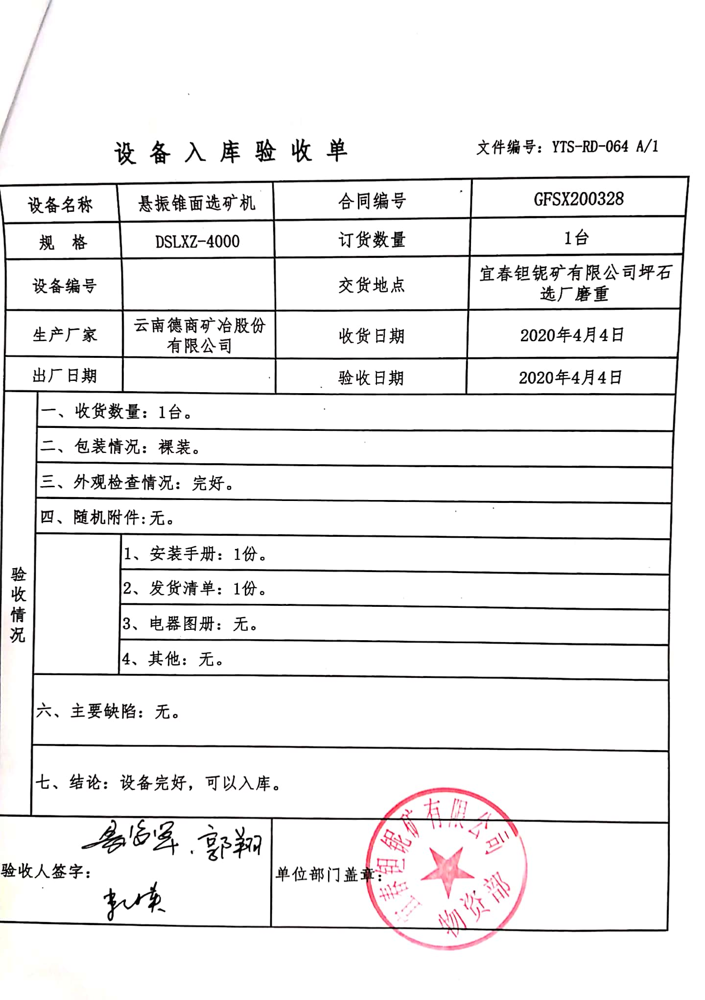 设备入库验收单 文件编号：YTS-RD-064 A/1
设备名称 悬振锥面选矿机 合同编号 GFSX200328
规 格 DSLXZ-4000 订货数量 1台
设备编号 交货地点 宜春钽铌矿有限公司坪石
选厂磨重
生产厂家 云南德商矿冶股份
有限公司 收货日期 2020年4月4日
出厂日期 验收日期 2020年4月4日
验收情况
一、收货数量：1台。
二、包装情况：裸装。
三、外观检查情况：完好。
四、随机附件:无。
1、安装手册：1份。
2、发货清单：1份。
3、电器图册：无。
4、其他：无。
六、主要缺陷：无。
七、结论：设备完好，可以入库。
验收人签字：
郭翔
单位部门盖章：
宜春钽铌矿有限公司
物资部